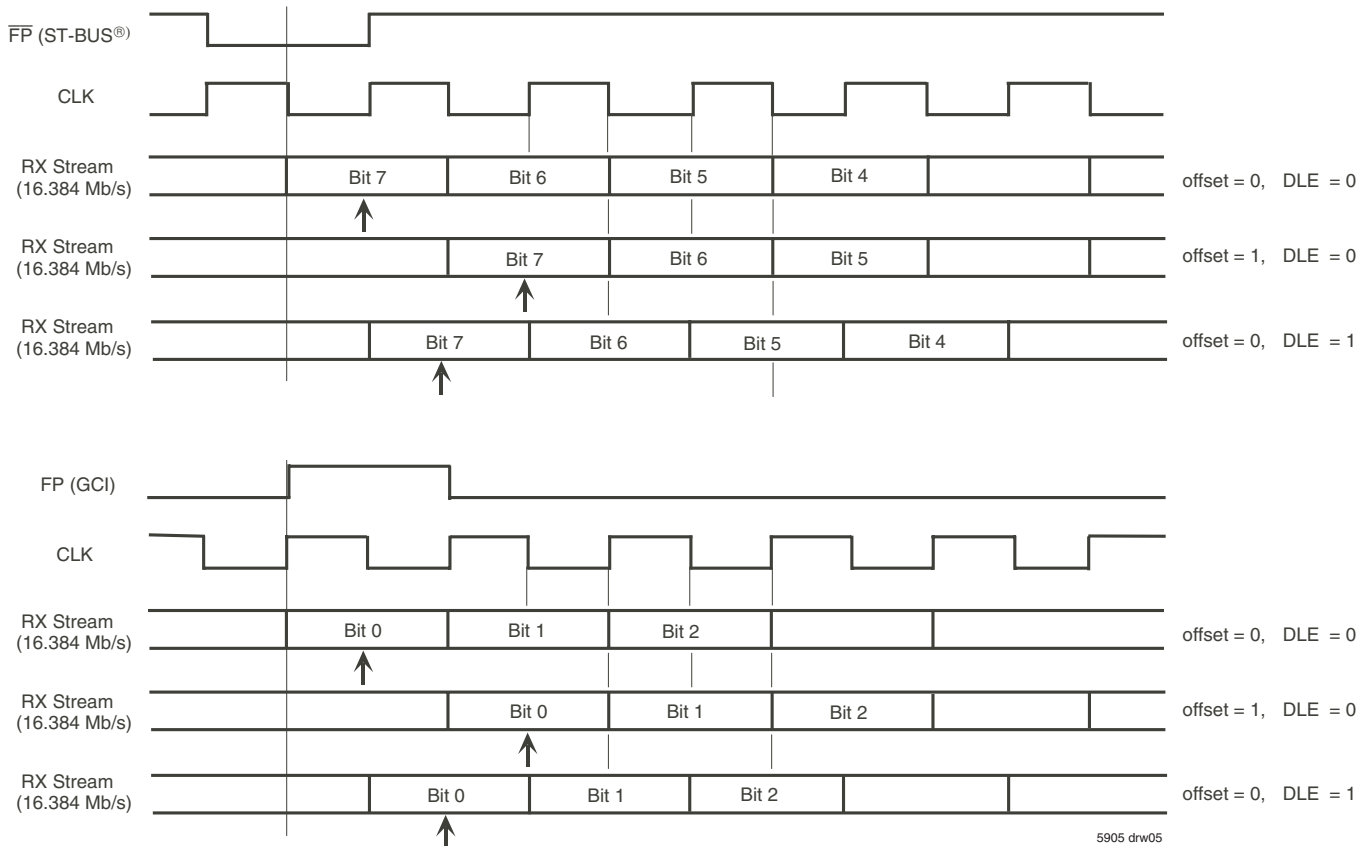 FP (ST-BUS®)
CLK
RX Stream
(16.384 Mb/s)
Bit 7 Bit 6 Bit 5 Bit 4
offset = 0, DLE = 0
RX Stream
(16.384 Mb/s)
Bit 7 Bit 6 Bit 5
offset = 1, DLE = 0
RX Stream
(16.384 Mb/s)
Bit 7 Bit 6 Bit 5 Bit 4
offset = 0, DLE = 1
FP (GCI)
CLK
RX Stream
(16.384 Mb/s)
Bit 0 Bit 1 Bit 2
offset = 0, DLE = 0
RX Stream
(16.384 Mb/s)
Bit 0 Bit 1 Bit 2
offset = 1, DLE = 0
RX Stream
(16.384 Mb/s)
Bit 0 Bit 1 Bit 2
offset = 0, DLE = 1
5905 drw05